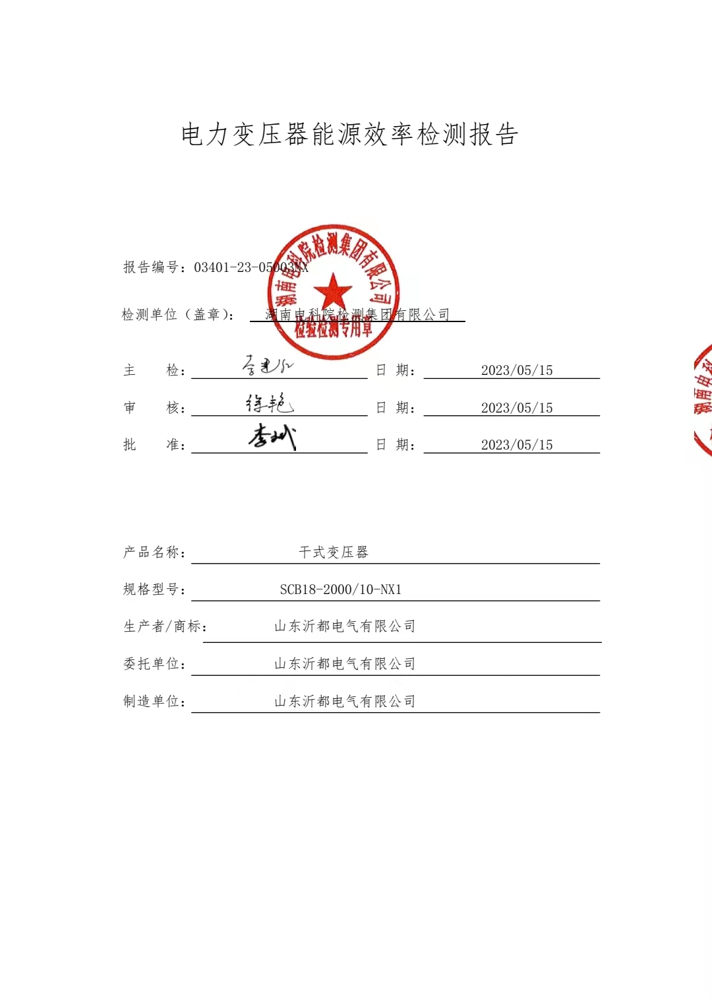 电力变压器能源效率检测报告
报告编号：03401-23-05003NX
检测单位（盖章）： 湖南电科院检测集团有限公司
湖南电科院检测集团有限公司
检验检测专用章
主 检： 日 期： 2023/05/15
审 核： 徐艳 日 期： 2023/05/15
批 准： 李斌 日 期： 2023/05/15
湖南电科
产品名称： 干式变压器
规格型号： SCB18-2000/10-NX1
生产者/商标： 山东沂都电气有限公司
委托单位： 山东沂都电气有限公司
制造单位： 山东沂都电气有限公司